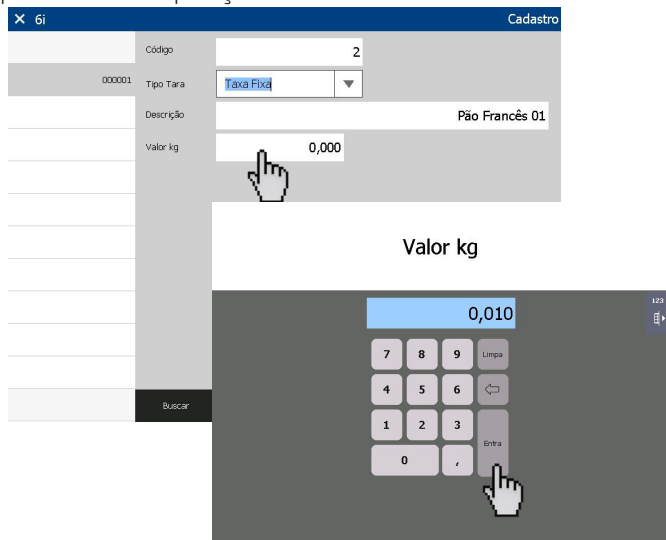 6i Cadastro
Código 2
000001 Tipo Tara Taxa Fixa
Descrição Pão Francês 01
Valor kg 0,000
Valor kg
0,010
123
7 8 9 Limpa
4 5 6
1 2 3
Entra
0 ,
Buscar